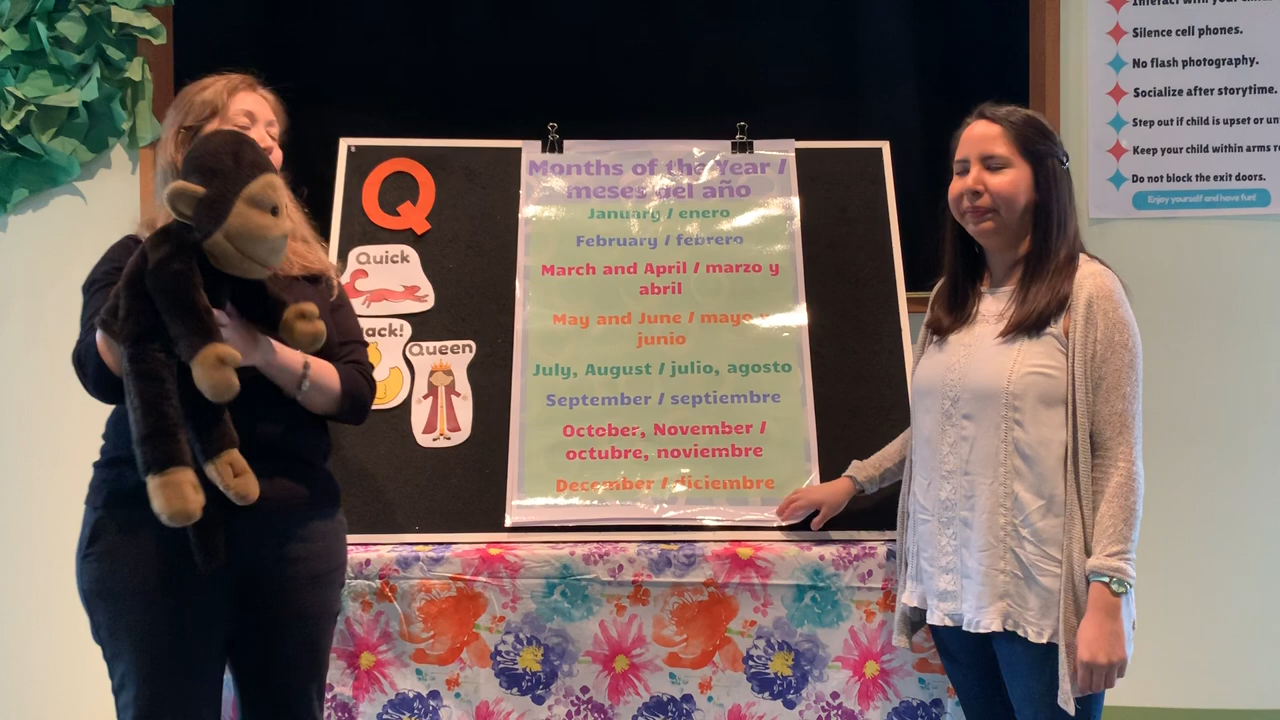 Q
Quick
ack!
Queen
Months of the Year /
meses del año
January / enero
February / febrero
March and April / marzo y
abril
May and June / mayo y
junio
July, August / julio, agosto
September / septiembre
October, November /
octubre, noviembre
December / diciembre
Interact with your
Silence cell phones.
No flash photography.
Socialize after storytime.
Step out if child is upset or
Keep your child within arms
Do not block the exit doors.
Enjoy yourself and have fun!